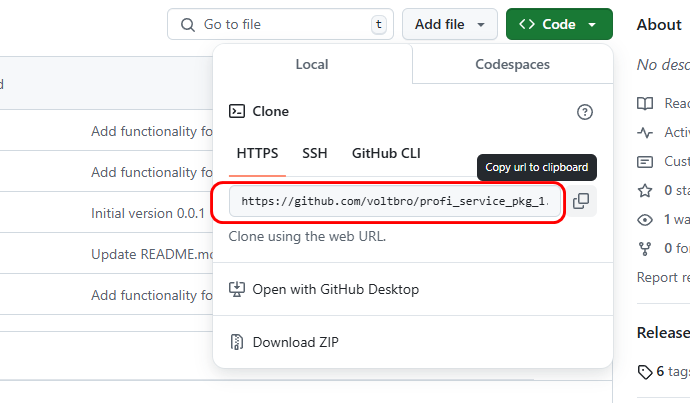 Go to file
t
Add file
Code
About
Local
Codespaces
No desc
d
Clone
Read
Add functionality fo
HTTPS
SSH
GitHub CLI
Activ
Copy url to clipboard
Cust
Add functionality fo
0 sta
Initial version 0.0.1
https://github.com/voltbro/profi_service_pkg_1.
1 wa
Clone using the web URL.
0 fo
Update README.md
Report re
Add functionality fo
Open with GitHub Desktop
Release
Download ZIP
6 tags